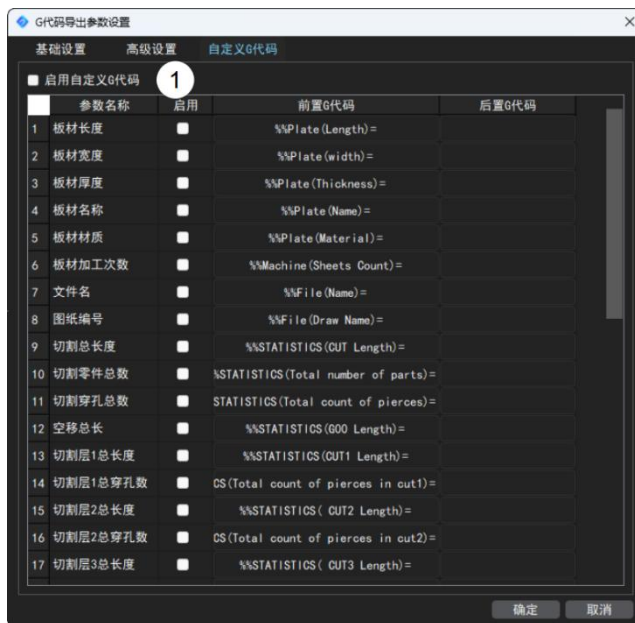 G代码导出参数设置
基础设置 高级设置 自定义G代码
启用自定义G代码 1
参数名称 启用 前置G代码 后置G代码
1 板材长度 %%Plate(Length)=
2 板材宽度 %%Plate(width)=
3 板材厚度 %%Plate(Thickness)=
4 板材名称 %%Plate(Name)=
5 板材材质 %%Plate(Material)=
6 板材加工次数 %%Machine(Sheets Count)=
7 文件名 %%File(Name)=
8 图纸编号 %%File(Draw Name)=
9 切割总长度 %%STATISTICS(CUT Length)=
10 切割零件总数 %STATISTICS(Total number of parts)=
11 切割穿孔总数 STATISTICS(Total count of pierces)=
12 空移总长 %%STATISTICS(G00 Length)=
13 切割层1总长度 %%STATISTICS(CUT1 Length)=
14 切割层1总穿孔数 CS(Total count of pierces in cut1)=
15 切割层2总长度 %%STATISTICS( CUT2 Length)=
16 切割层2总穿孔数 CS(Total count of pierces in cut2)=
17 切割层3总长度 %%STATISTICS( CUT3 Length)=
确定 取消